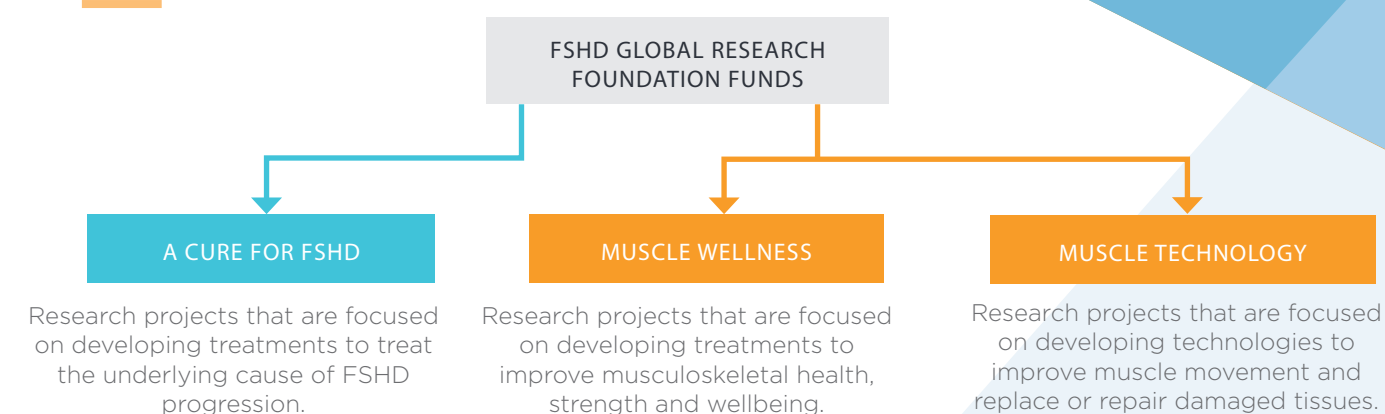 FSHD GLOBAL RESEARCH
FOUNDATION FUNDS
A CURE FOR FSHD
Research projects that are focused
on developing treatments to treat
the underlying cause of FSHD
progression.
MUSCLE WELLNESS
Research projects that are focused
on developing treatments to
improve musculoskeletal health,
strength and wellbeing.
MUSCLE TECHNOLOGY
Research projects that are focused
on developing technologies to
improve muscle movement and
replace or repair damaged tissues.